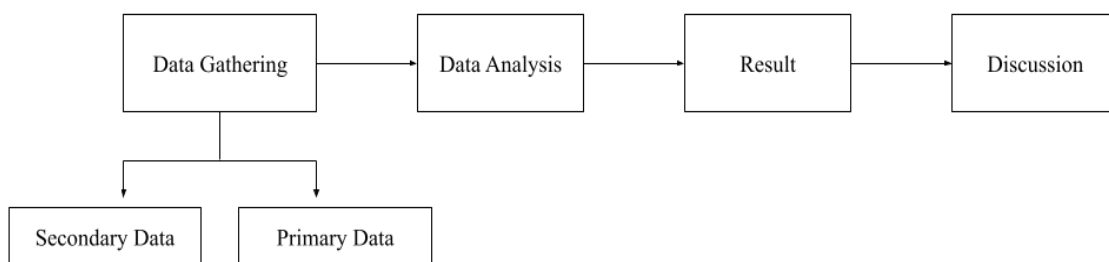 Data Gathering
Data Analysis
Result
Discussion
Secondary Data
Primary Data